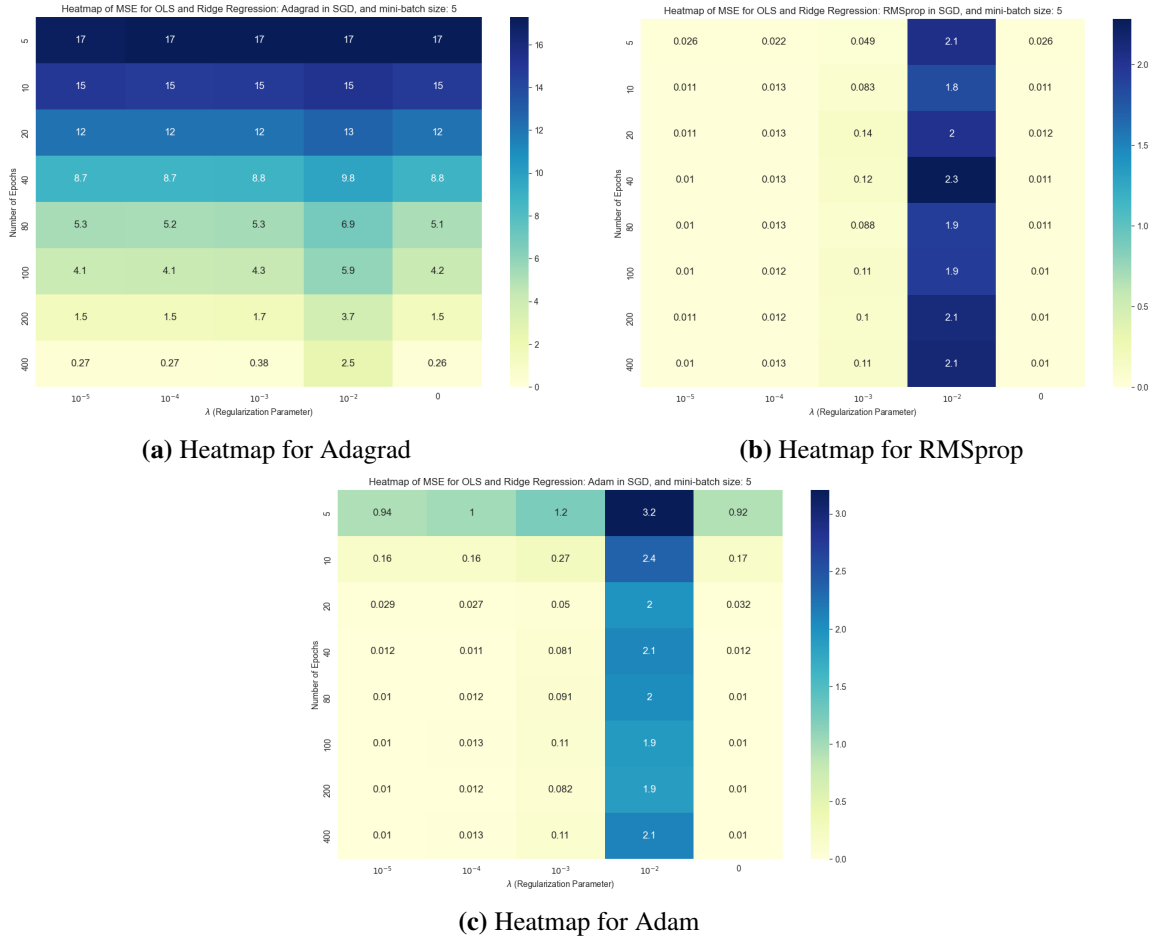 Heatmap of MSE for OLS and Ridge Regression: Adagrad in SGD, and mini-batch size: 5
Number of Epochs
5 17 17 17 17 17
10 15 15 15 15 15
20 12 12 12 13 12
40 8.7 8.7 8.8 9.8 8.8
80 5.3 5.2 5.3 6.9 5.1
100 4.1 4.1 4.3 5.9 4.2
200 1.5 1.5 1.7 3.7 1.5
400 0.27 0.27 0.38 2.5 0.26
10⁻⁵ 10⁻⁴ 10⁻³ 10⁻² 0
λ (Regularization Parameter)
16
14
12
10
8
6
4
2
0
(a) Heatmap for Adagrad
Heatmap of MSE for OLS and Ridge Regression: RMSprop in SGD, and mini-batch size: 5
Number of Epochs
5 0.026 0.022 0.049 2.1 0.026
10 0.011 0.013 0.083 1.8 0.011
20 0.011 0.013 0.14 2 0.012
40 0.01 0.013 0.12 2.3 0.011
80 0.01 0.013 0.088 1.9 0.011
100 0.01 0.012 0.11 1.9 0.01
200 0.011 0.012 0.1 2.1 0.01
400 0.01 0.013 0.11 2.1 0.01
10⁻⁵ 10⁻⁴ 10⁻³ 10⁻² 0
λ (Regularization Parameter)
2.0
1.5
1.0
0.5
0.0
(b) Heatmap for RMSprop
Heatmap of MSE for OLS and Ridge Regression: Adam in SGD, and mini-batch size: 5
Number of Epochs
5 0.94 1 1.2 3.2 0.92
10 0.16 0.16 0.27 2.4 0.17
20 0.029 0.027 0.05 2 0.032
40 0.012 0.011 0.081 2.1 0.012
80 0.01 0.012 0.091 2 0.01
100 0.01 0.013 0.11 1.9 0.01
200 0.01 0.012 0.082 1.9 0.01
400 0.01 0.013 0.11 2.1 0.01
10⁻⁵ 10⁻⁴ 10⁻³ 10⁻² 0
λ (Regularization Parameter)
3.0
2.5
2.0
1.5
1.0
0.5
0.0
(c) Heatmap for Adam